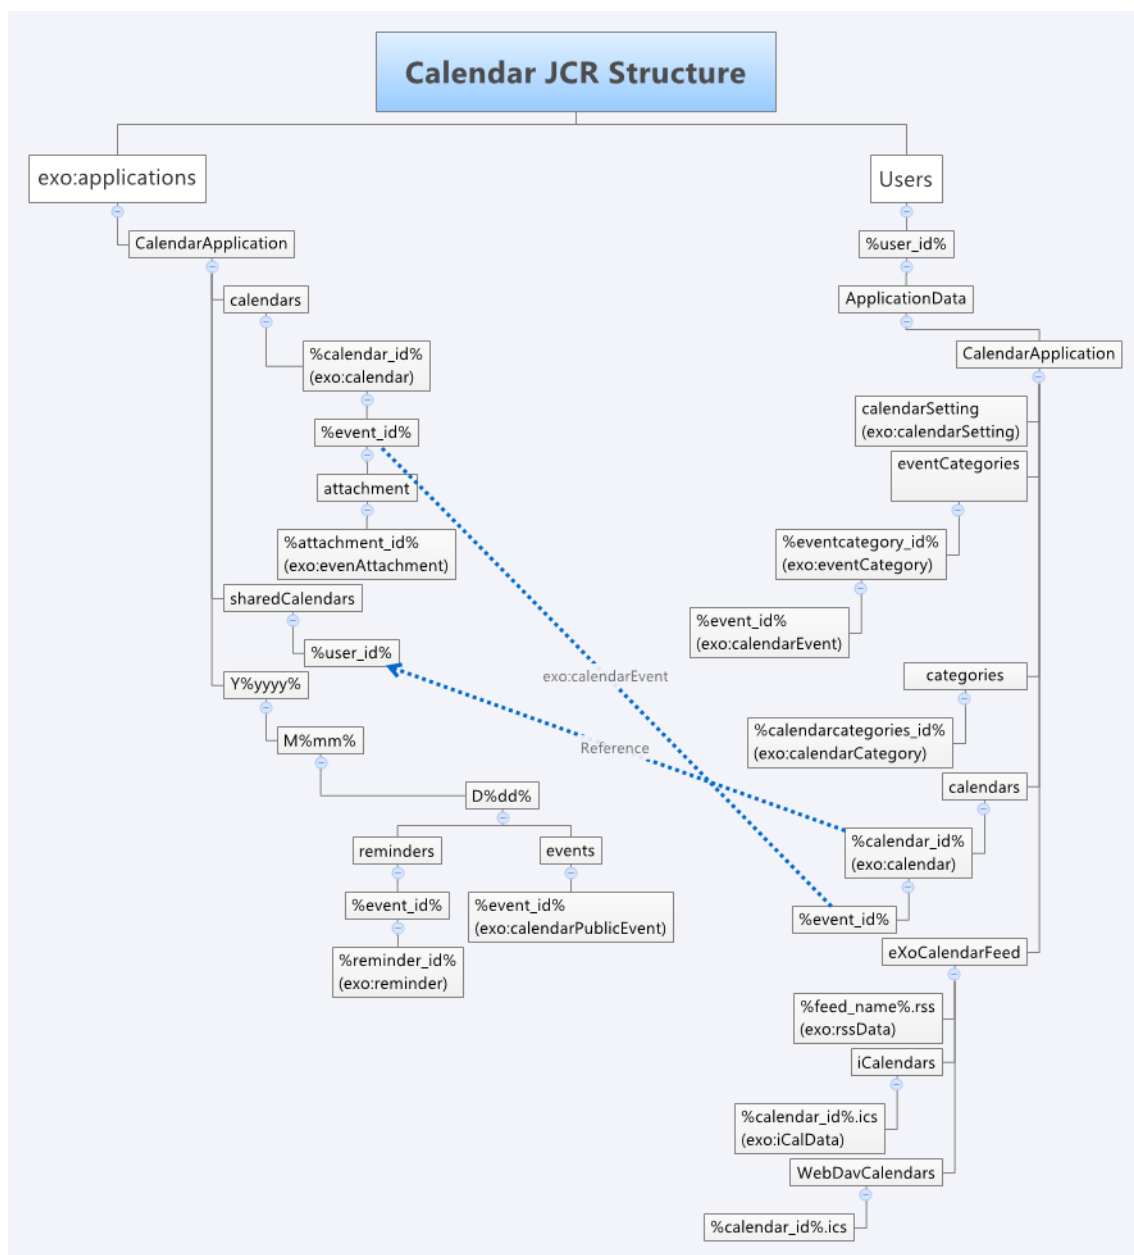 Calendar JCR Structure
exo:applications
CalendarApplication
calendars
%calendar_id%
(exo:calendar)
%event_id%
attachment
%attachment_id%
(exo:evenAttachment)
sharedCalendars
%user_id%
Y%yyyy%
M%mm%
D%dd%
reminders
%event_id%
%reminder_id%
(exo:reminder)
events
%event_id%
(exo:calendarPublicEvent)
exo:calendarEvent
Reference
Users
%user_id%
ApplicationData
CalendarApplication
calendarSetting
(exo:calendarSetting)
eventCategories
%eventcategory_id%
(exo:eventCategory)
%event_id%
(exo:calendarEvent)
categories
%calendarcategories_id%
(exo:calendarCategory)
calendars
%calendar_id%
(exo:calendar)
%event_id%
eXoCalendarFeed
%feed_name%.rss
(exo:rssData)
iCalendars
%calendar_id%.ics
(exo:iCalData)
WebDavCalendars
%calendar_id%.ics